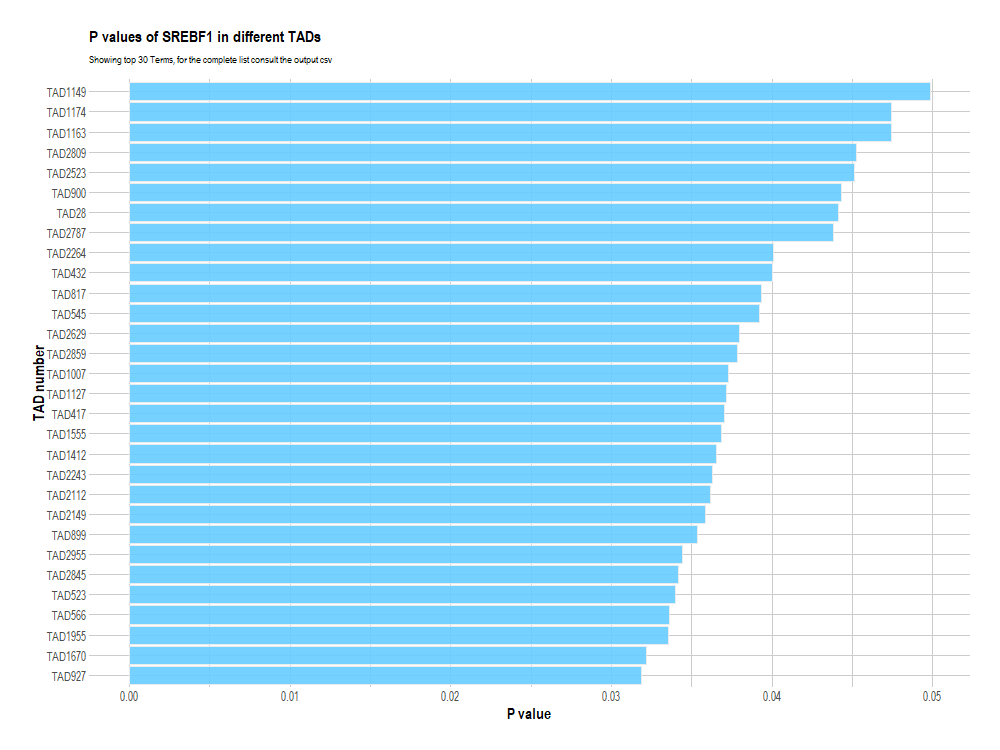 P values of SREBF1 in different TADs
Showing top 30 Terms, for the complete list consult the output csv
TAD1149
TAD1174
TAD1163
TAD2809
TAD2523
TAD900
TAD28
TAD2787
TAD2264
TAD432
TAD817
TAD545
TAD2629
TAD2859
TAD1007
TAD1127
TAD417
TAD1555
TAD1412
TAD2243
TAD2112
TAD2149
TAD899
TAD2955
TAD2845
TAD523
TAD566
TAD1955
TAD1670
TAD927
TAD number
0.00 0.01 0.02 0.03 0.04 0.05
P value